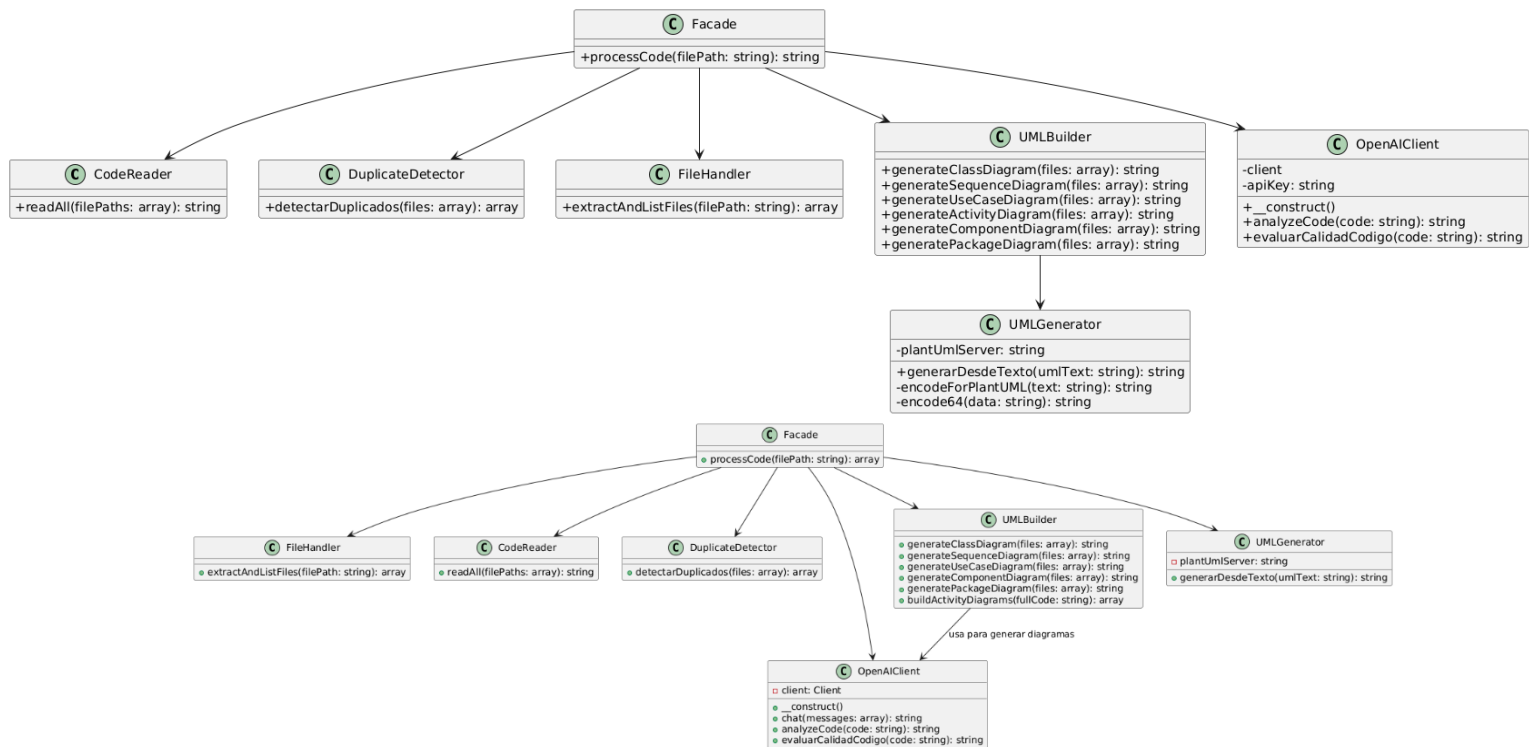 C Facade
+processCode(filePath: string): string
C CodeReader
+readAll(filePaths: array): string
C DuplicateDetector
+detectarDuplicados(files: array): array
C FileHandler
+extractAndListFiles(filePath: string): array
C UMLBuilder
+generateClassDiagram(files: array): string
+generateSequenceDiagram(files: array): string
+generateUseCaseDiagram(files: array): string
+generateActivityDiagram(files: array): string
+generateComponentDiagram(files: array): string
+generatePackageDiagram(files: array): string
C OpenAIClient
-client
-apiKey: string
+__construct()
+analyzeCode(code: string): string
+evaluarCalidadCodigo(code: string): string
C UMLGenerator
-plantUmlServer: string
+generarDesdeTexto(umlText: string): string
-encodeForPlantUML(text: string): string
-encode64(data: string): string
C Facade
processCode(filePath: string): array
C FileHandler
extractAndListFiles(filePath: string): array
C CodeReader
readAll(filePaths: array): string
C DuplicateDetector
detectarDuplicados(files: array): array
C UMLBuilder
generateClassDiagram(files: array): string
generateSequenceDiagram(files: array): string
generateUseCaseDiagram(files: array): string
generateComponentDiagram(files: array): string
generatePackageDiagram(files: array): string
buildActivityDiagrams(fullCode: string): array
C UMLGenerator
plantUmlServer: string
generarDesdeTexto(umlText: string): string
usa para generar diagramas
C OpenAIClient
client: Client
__construct()
chat(messages: array): string
analyzeCode(code: string): string
evaluarCalidadCodigo(code: string): string